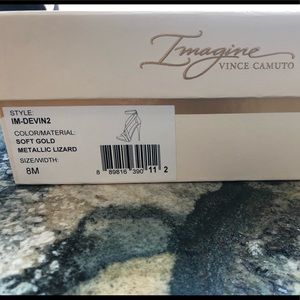 Imagine
VINCE CAMUTO
STYLE:
IM-DEVIN2
COLOR/MATERIAL:
SOFT GOLD
METALLIC LIZARD
SIZE/WIDTH:
8M
8 89816 390 11 2